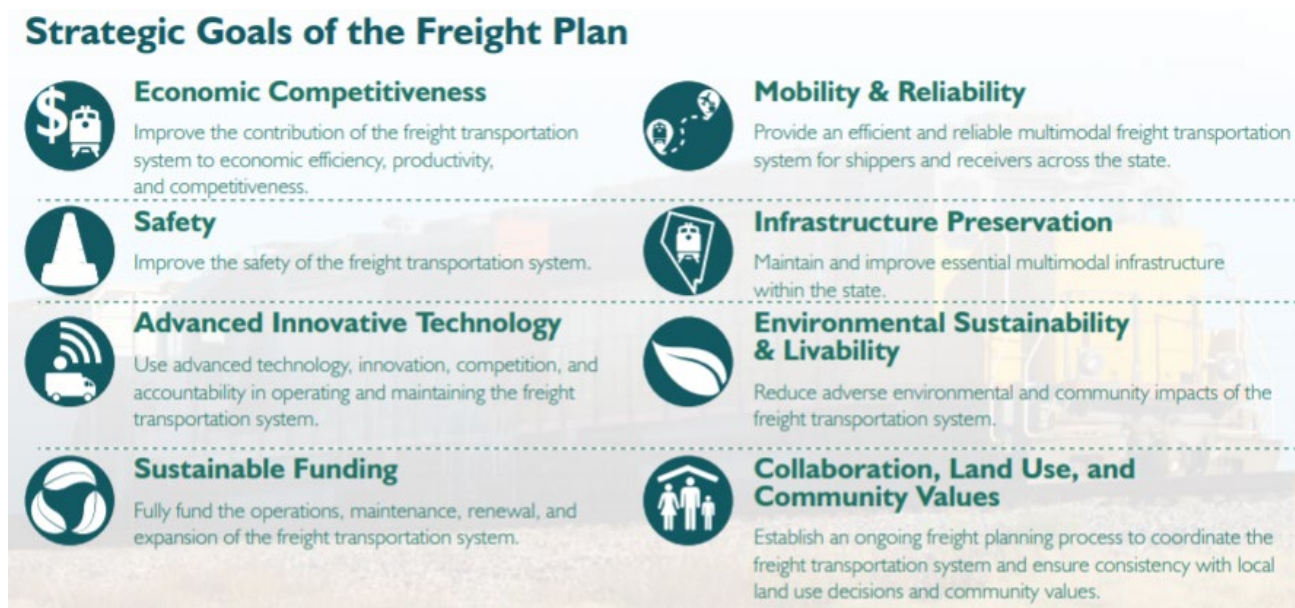 Strategic Goals of the Freight Plan
Economic Competitiveness
Improve the contribution of the freight transportation
system to economic efficiency, productivity,
and competitiveness.
Mobility & Reliability
Provide an efficient and reliable multimodal freight transportation
system for shippers and receivers across the state.
Safety
Improve the safety of the freight transportation system.
Infrastructure Preservation
Maintain and improve essential multimodal infrastructure
within the state.
Advanced Innovative Technology
Use advanced technology, innovation, competition, and
accountability in operating and maintaining the freight
transportation system.
Environmental Sustainability
& Livability
Reduce adverse environmental and community impacts of the
freight transportation system.
Sustainable Funding
Fully fund the operations, maintenance, renewal, and
expansion of the freight transportation system.
Collaboration, Land Use, and
Community Values
Establish an ongoing freight planning process to coordinate the
freight transportation system and ensure consistency with local
land use decisions and community values.